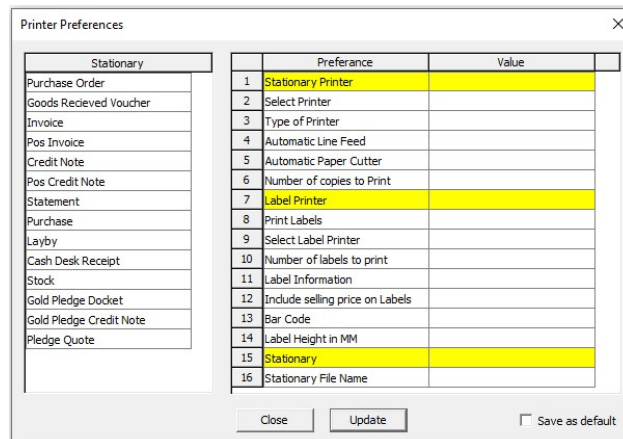 Printer Preferences
Stationary
Purchase Order
Goods Recieved Voucher
Invoice
Pos Invoice
Credit Note
Pos Credit Note
Statement
Purchase
Layby
Cash Desk Receipt
Stock
Gold Pledge Docket
Gold Pledge Credit Note
Pledge Quote
Preferance Value
1 Stationary Printer
2 Select Printer
3 Type of Printer
4 Automatic Line Feed
5 Automatic Paper Cutter
6 Number of copies to Print
7 Label Printer
8 Print Labels
9 Select Label Printer
10 Number of labels to print
11 Label Information
12 Include selling price on Labels
13 Bar Code
14 Label Height in MM
15 Stationary
16 Stationary File Name
Close Update Save as default